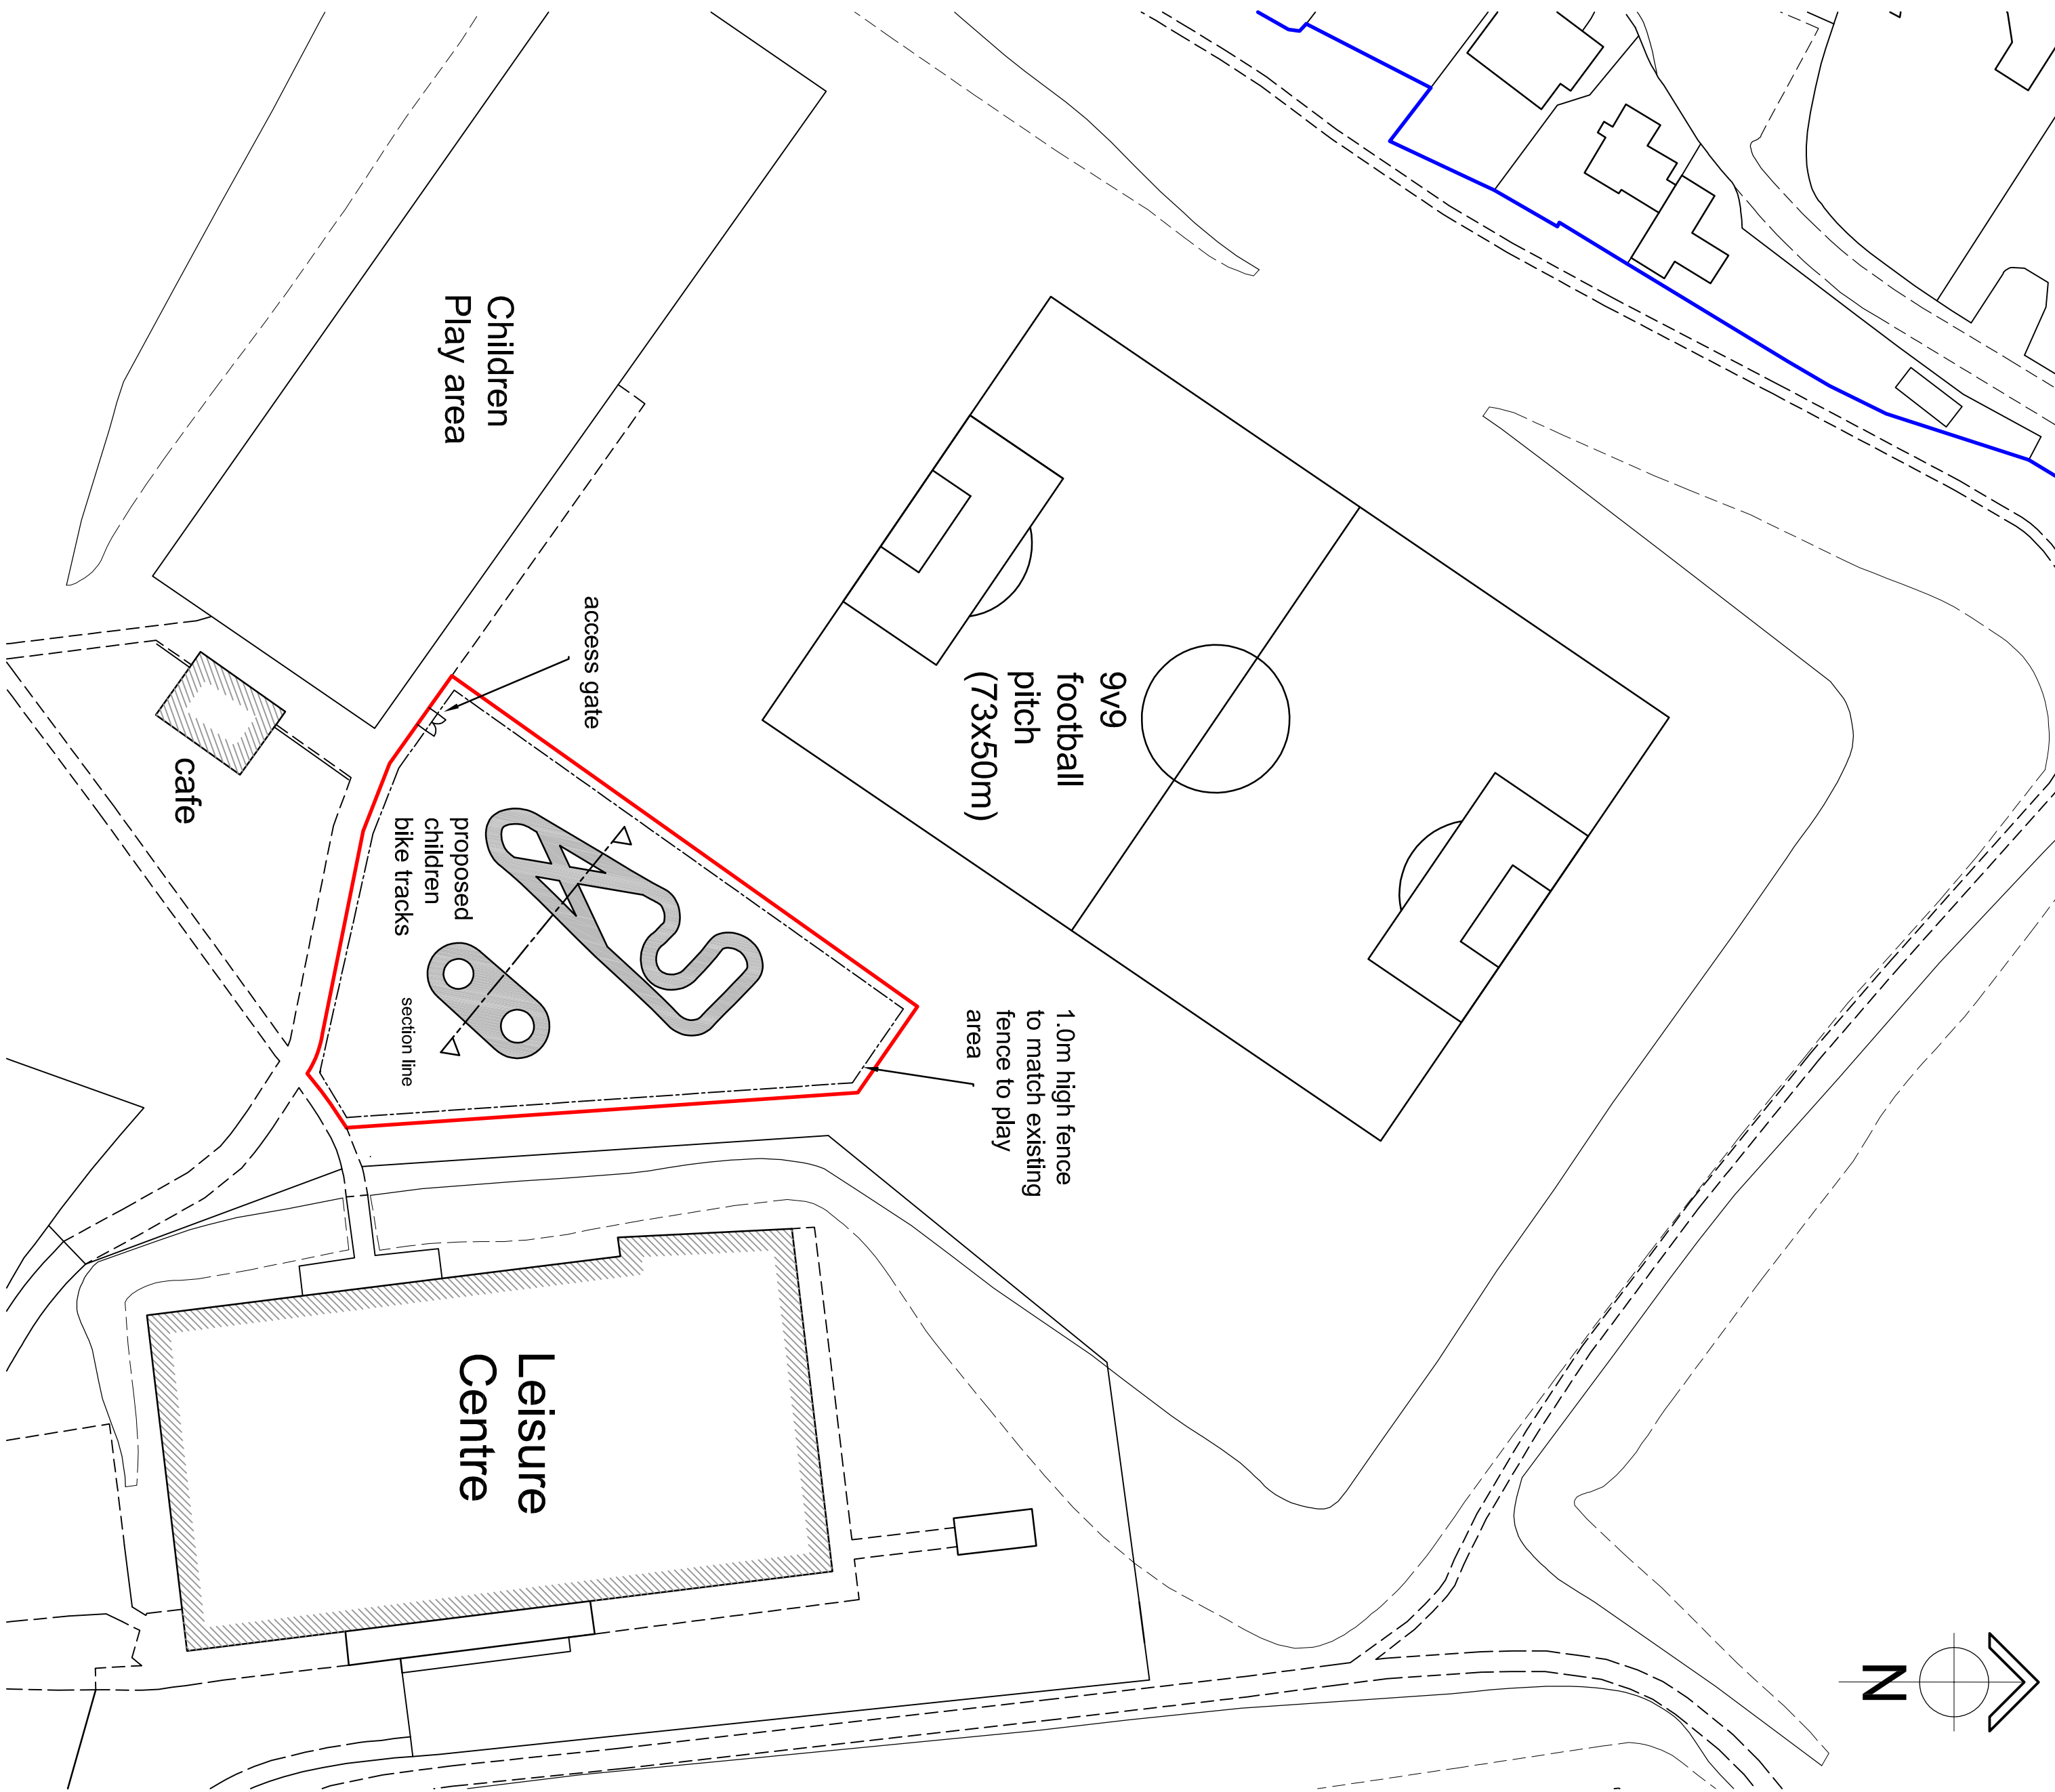 Children
Play area
access gate
9v9
football
pitch
(73x50m)
cafe
proposed
children
bike tracks
section line
1.0m high fence
to match existing
fence to play
area
Leisure
Centre
N